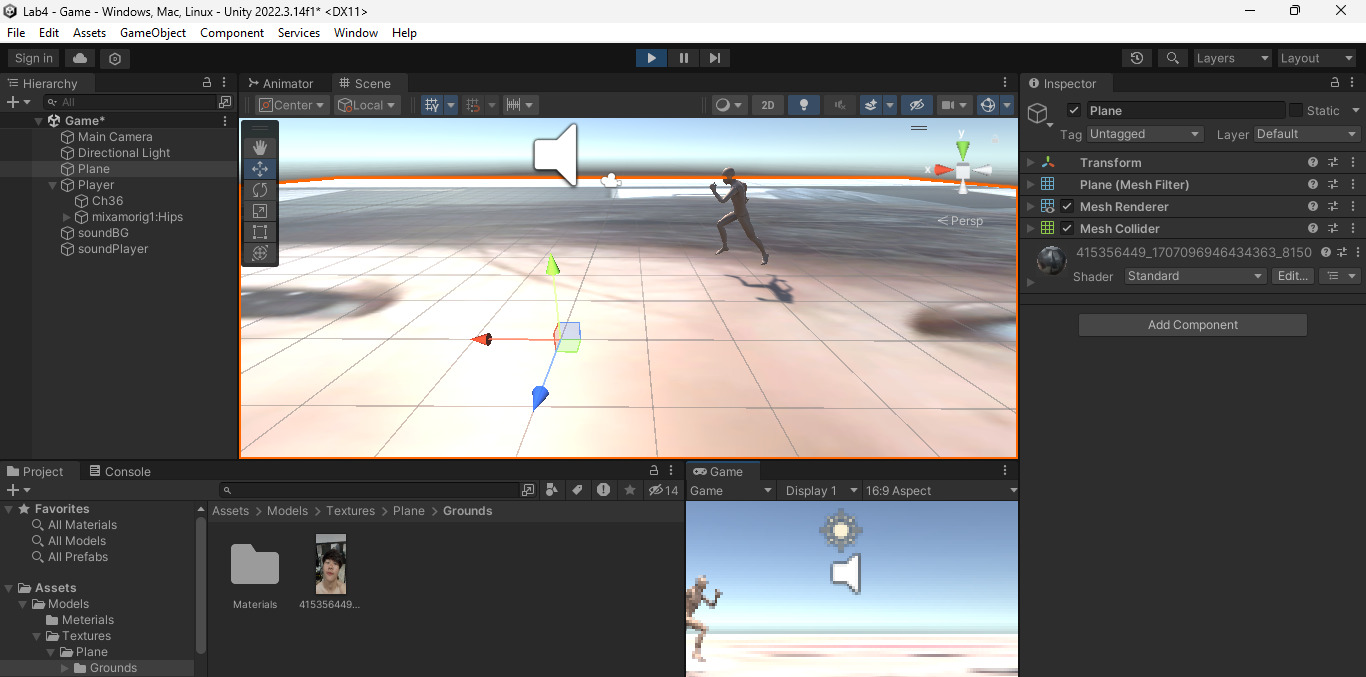 Lab4 - Game - Windows, Mac, Linux - Unity 2022.3.14f1* <DX11>
File Edit Assets GameObject Component Services Window Help
Sign in
Layers
Layout
Hierarchy
All
Game*
Main Camera
Directional Light
Plane
Player
Ch36
mixamorig1:Hips
soundBG
soundPlayer
Animator
Scene
Center
Local
2D
y
x
< Persp
Inspector
Plane
Static
Tag Untagged
Layer Default
Transform
Plane (Mesh Filter)
Mesh Renderer
Mesh Collider
415356449_1707096946434363_8150
Shader Standard
Edit...
Add Component
Project
Console
14
Favorites
All Materials
All Models
All Prefabs
Assets
Models
Meterials
Textures
Plane
Grounds
Assets > Models > Textures > Plane > Grounds
Materials
415356449...
Game
Game
Display 1
16:9 Aspect